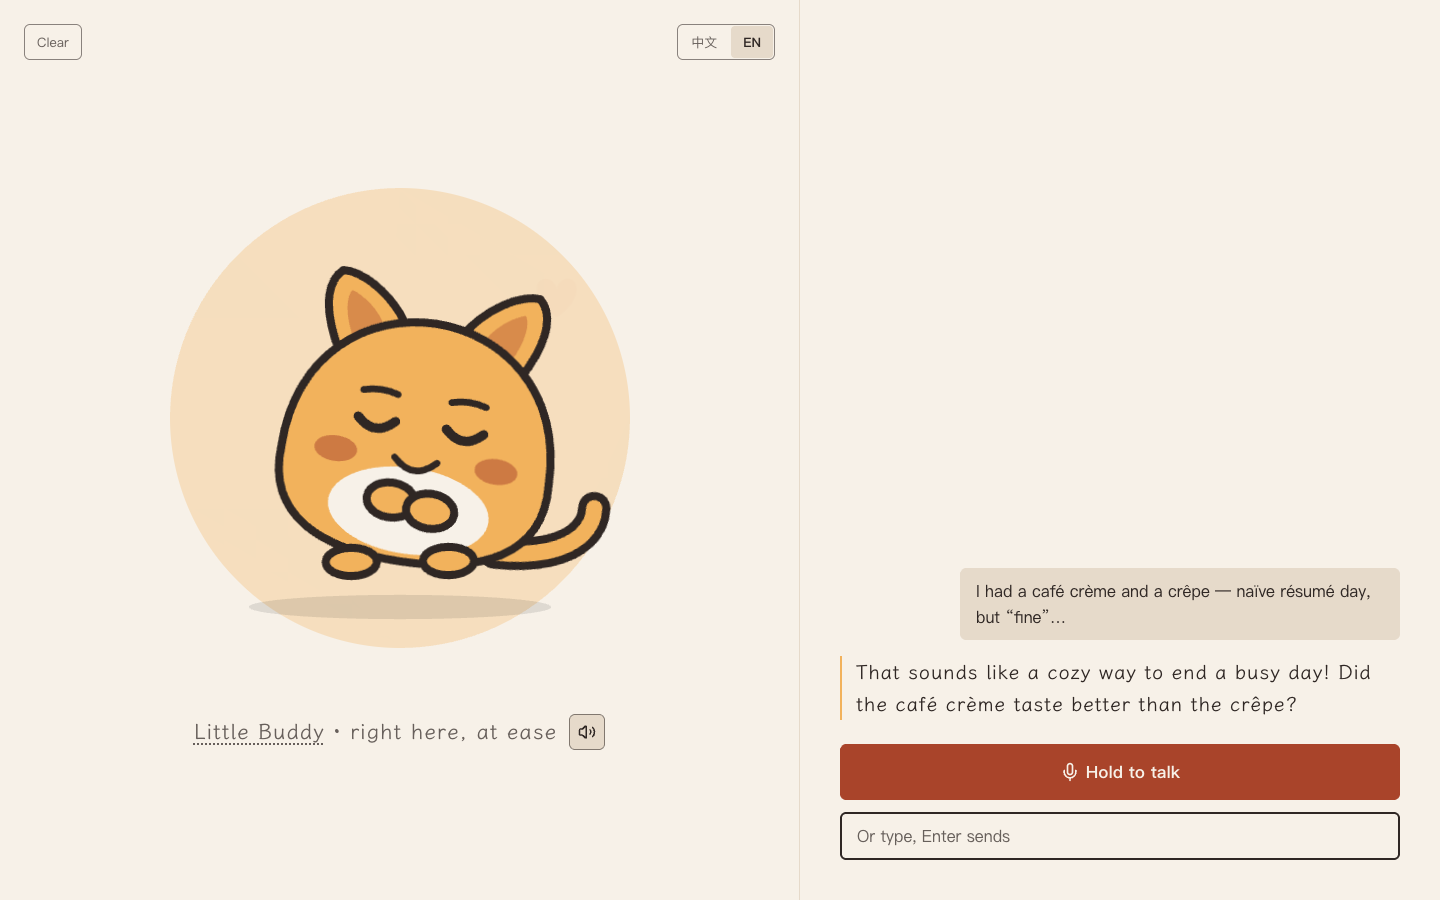 Clear
中文 EN
Little Buddy • right here, at ease
I had a café crème and a crêpe — naïve résumé day,
but “fine”…
That sounds like a cozy way to end a busy day! Did
the café crème taste better than the crêpe?
Hold to talk
Or type, Enter sends